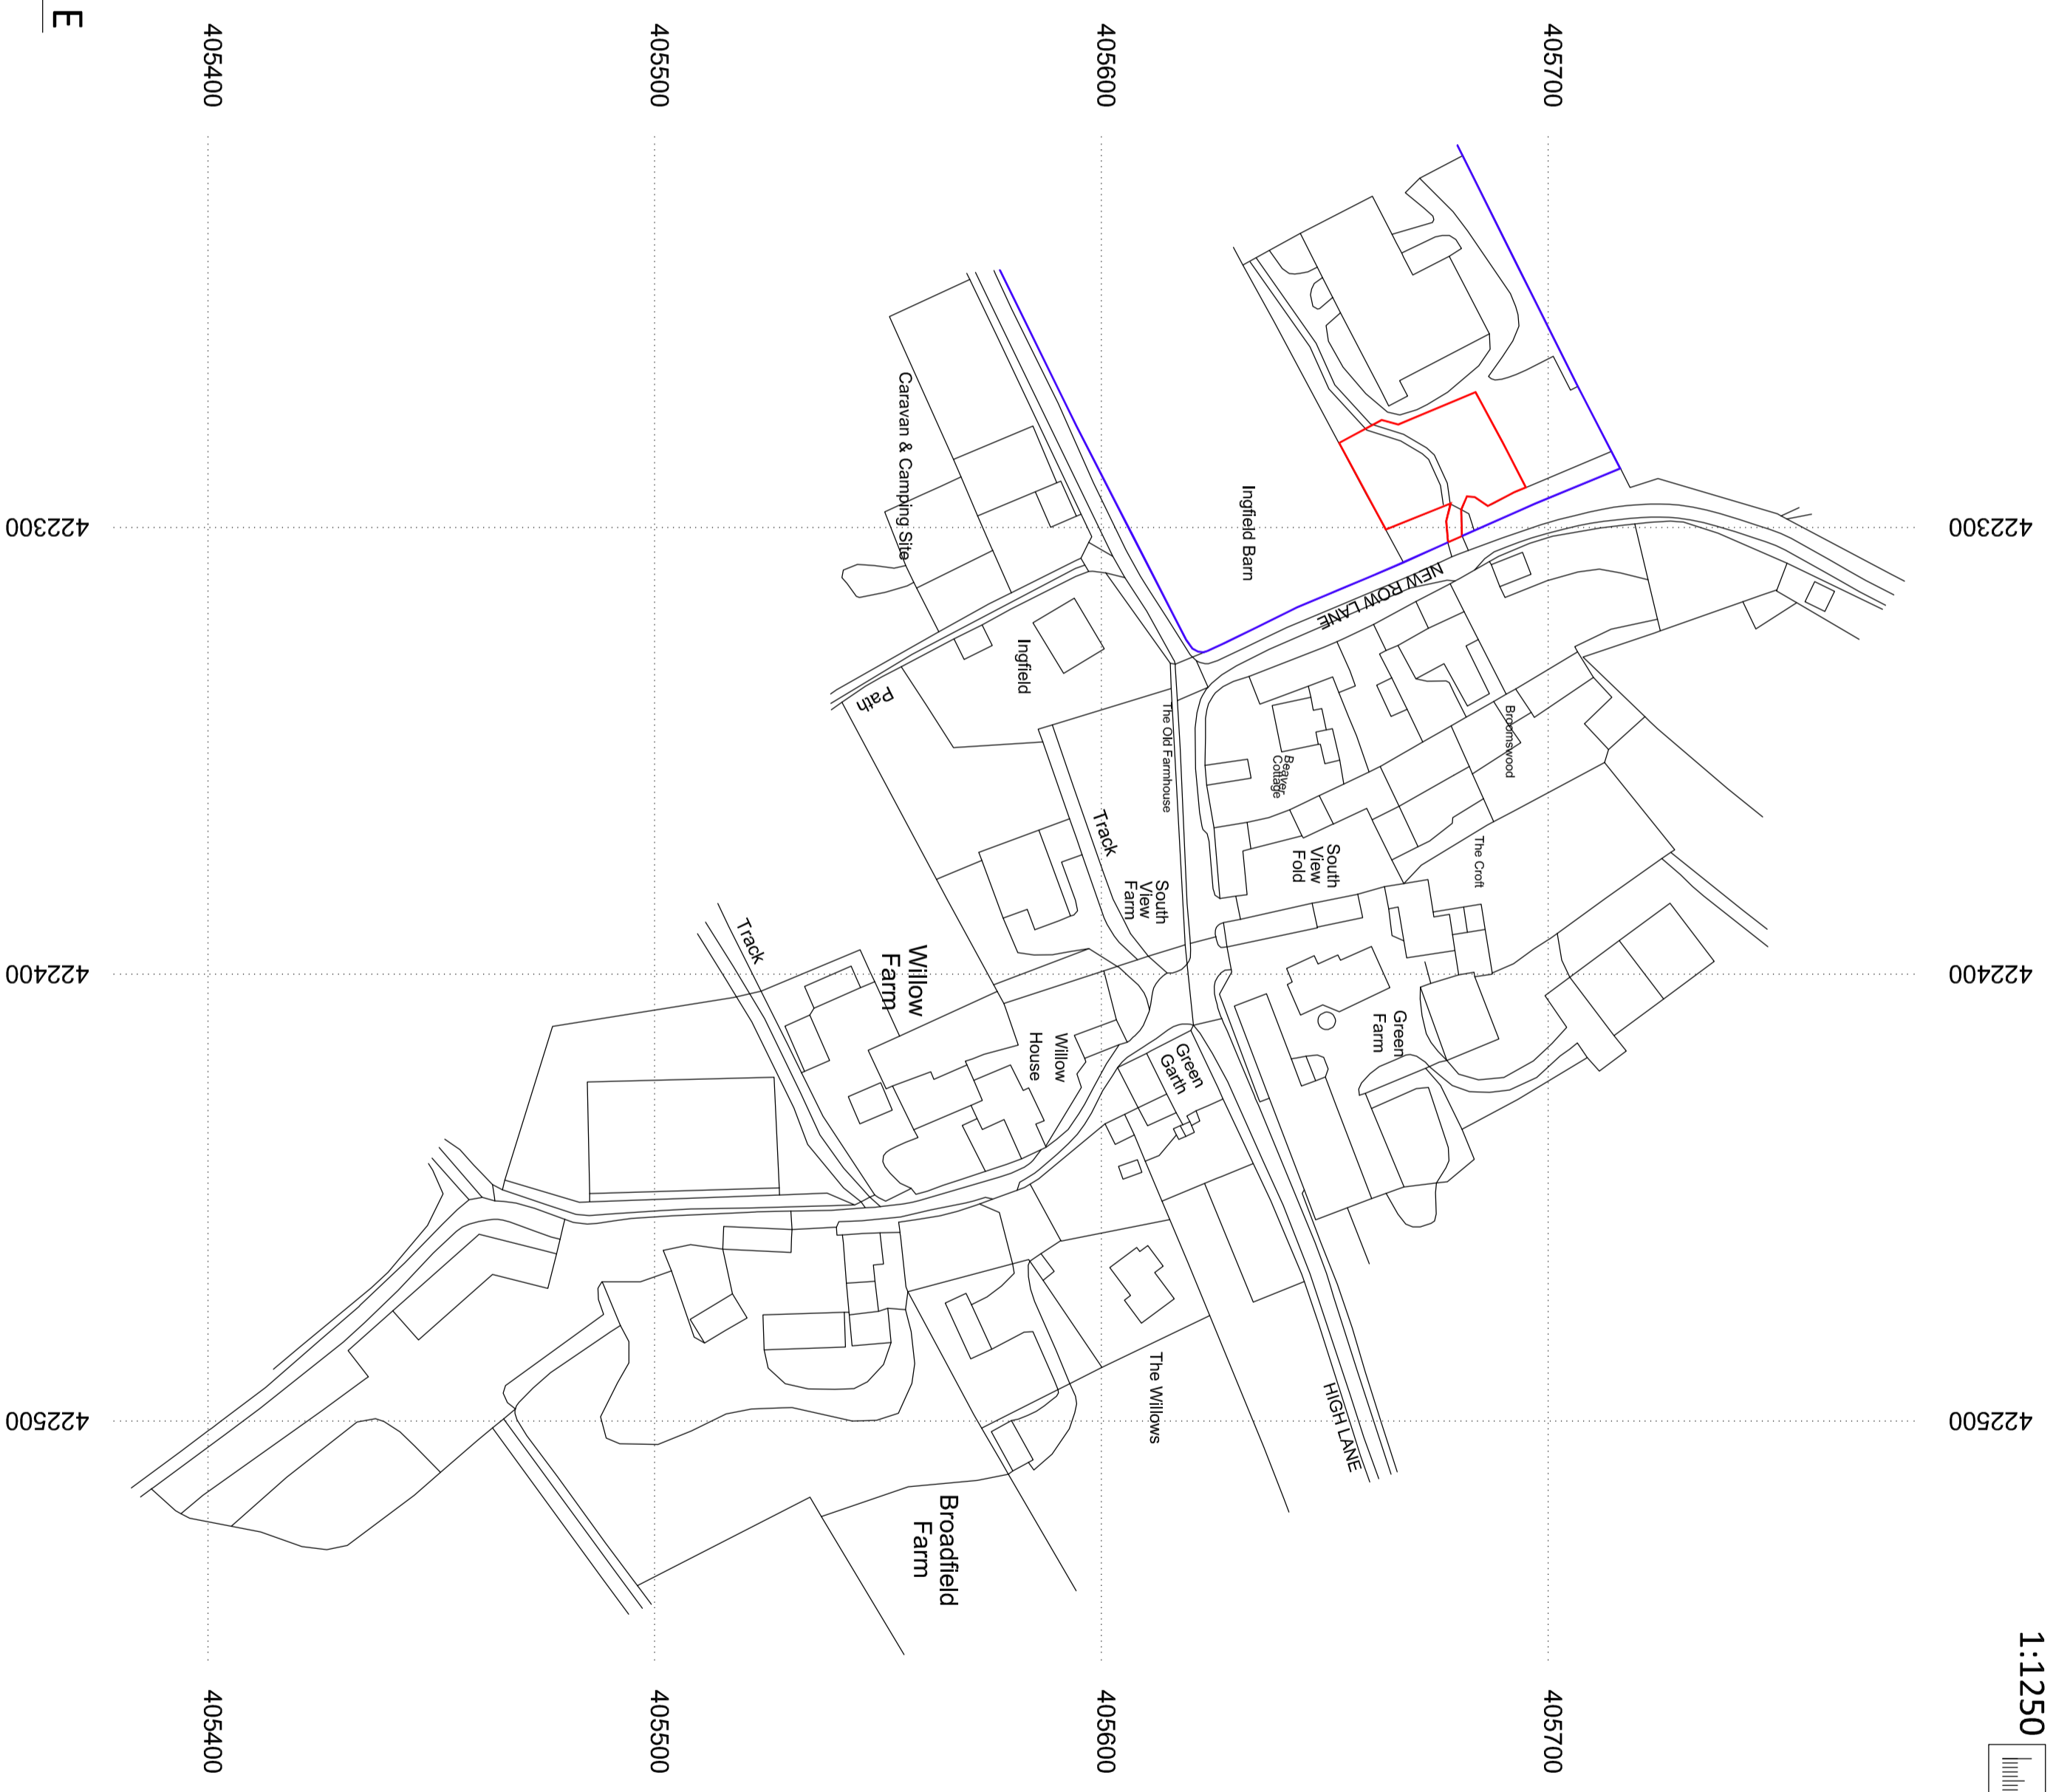 E
405400
405500
405600
405700
Caravan & Camping Site
Ingfield Barn
422300
422300
NEW ROW LANE
Ingfield
Path
The Old Farmhouse
Broomswood
Beaver
Cottage
Track
South
View
Fold
The Croft
South
View
Farm
Track
Willow
Farm
422400
422400
Green
Farm
Willow
House
Green
Garth
The Willows
HIGH LANE
422500
422500
Broadfield
Farm
1:1250
405400
405500
405600
405700